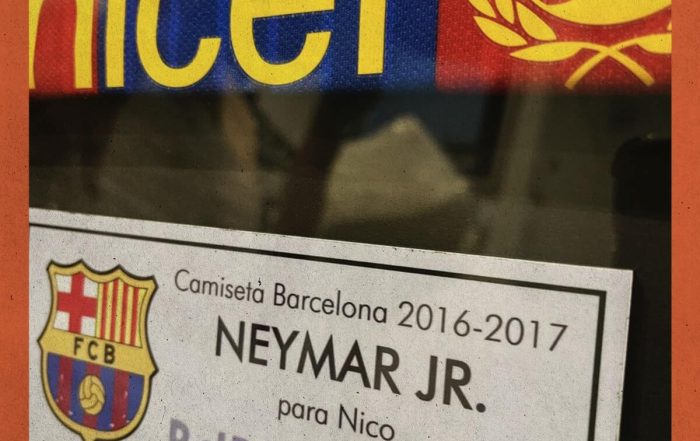 nicef
FCB
Camiseta Barcelona 2016-2017
NEYMAR JR.
para Nico